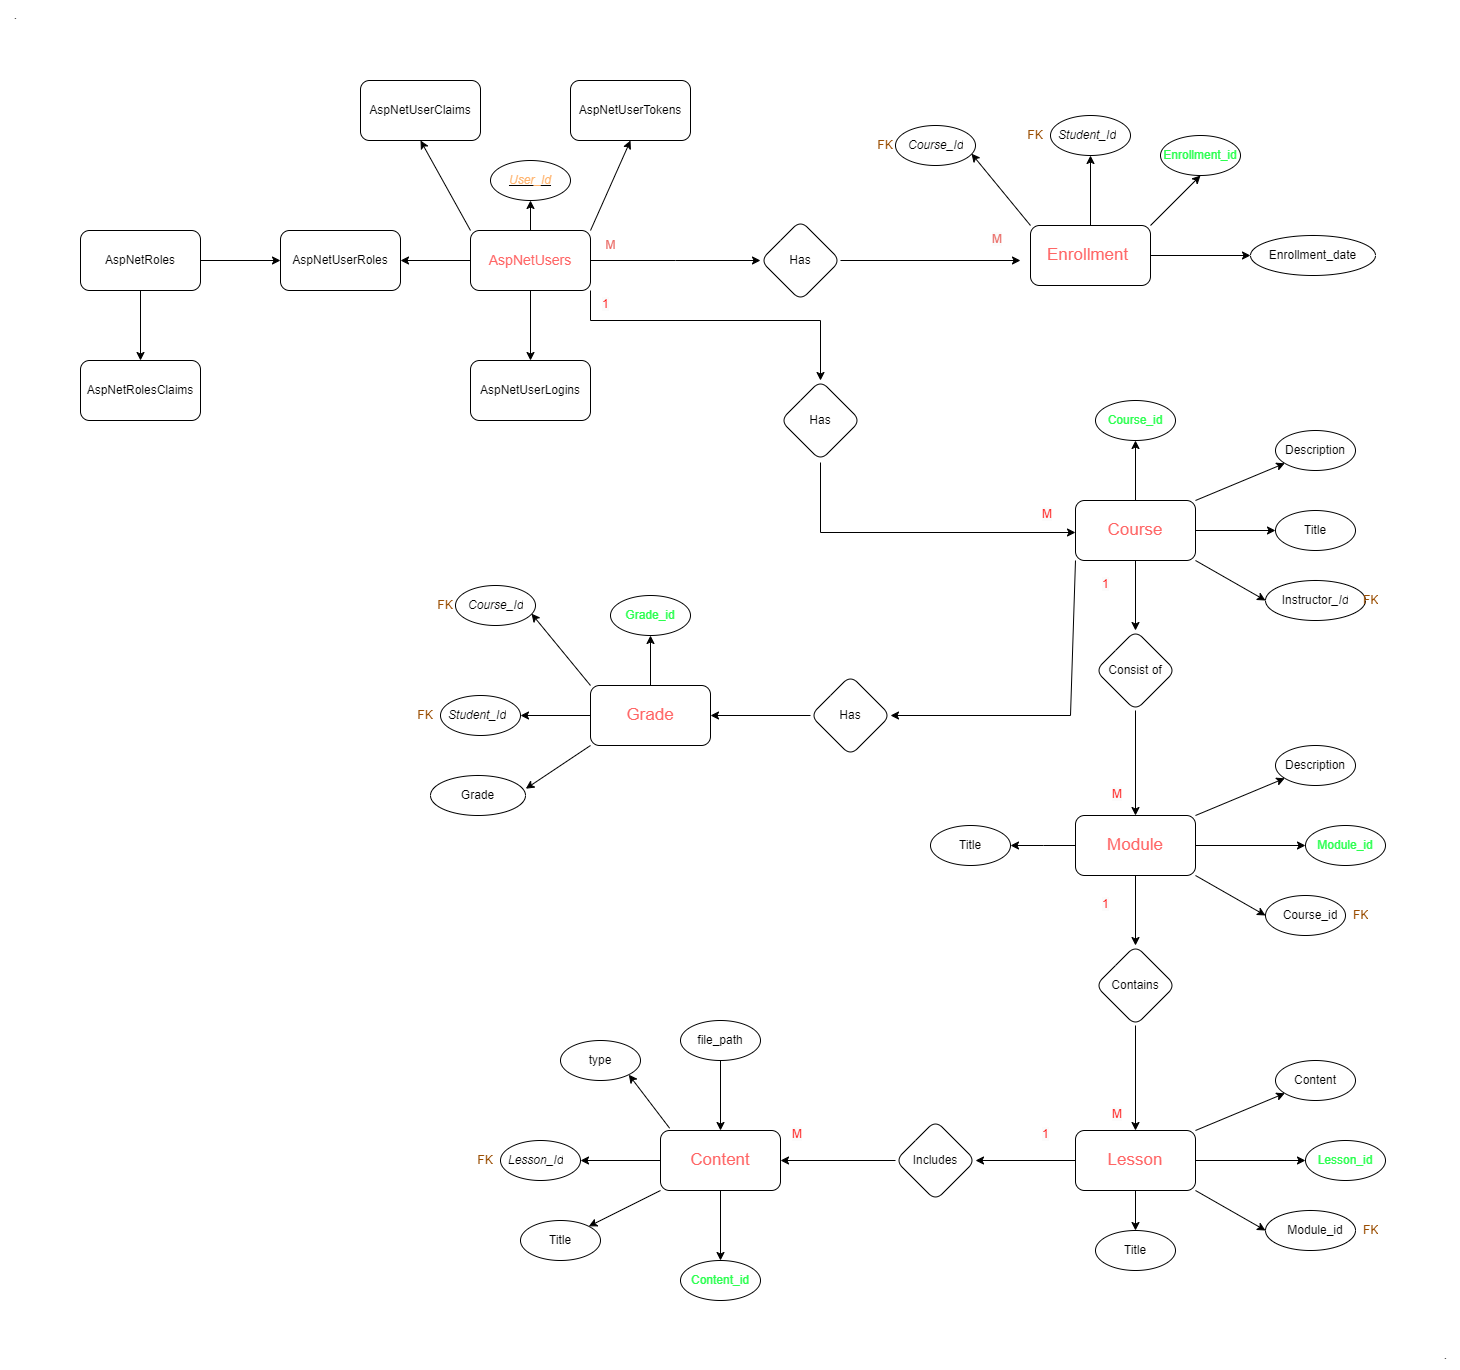 AspNetUserClaims
AspNetUserTokens
FK
Course_Id
FK
Student_Id
Enrollment_id
User_Id
AspNetRoles
AspNetUserRoles
AspNetUsers
M
Has
M
Enrollment
Enrollment_date
1
AspNetRolesClaims
AspNetUserLogins
Has
Course_id
Description
M
Course
Title
1
Instructor_Id
FK
FK
Course_Id
Grade_id
Consist of
FK
Student_Id
Grade
Has
Grade
M
Description
Title
Module
Module_id
1
Course_id
FK
Contains
type
file_path
Content
M
M
1
FK
Lesson_Id
Content
Includes
Lesson
Lesson_id
Title
Title
Module_id
FK
Content_id